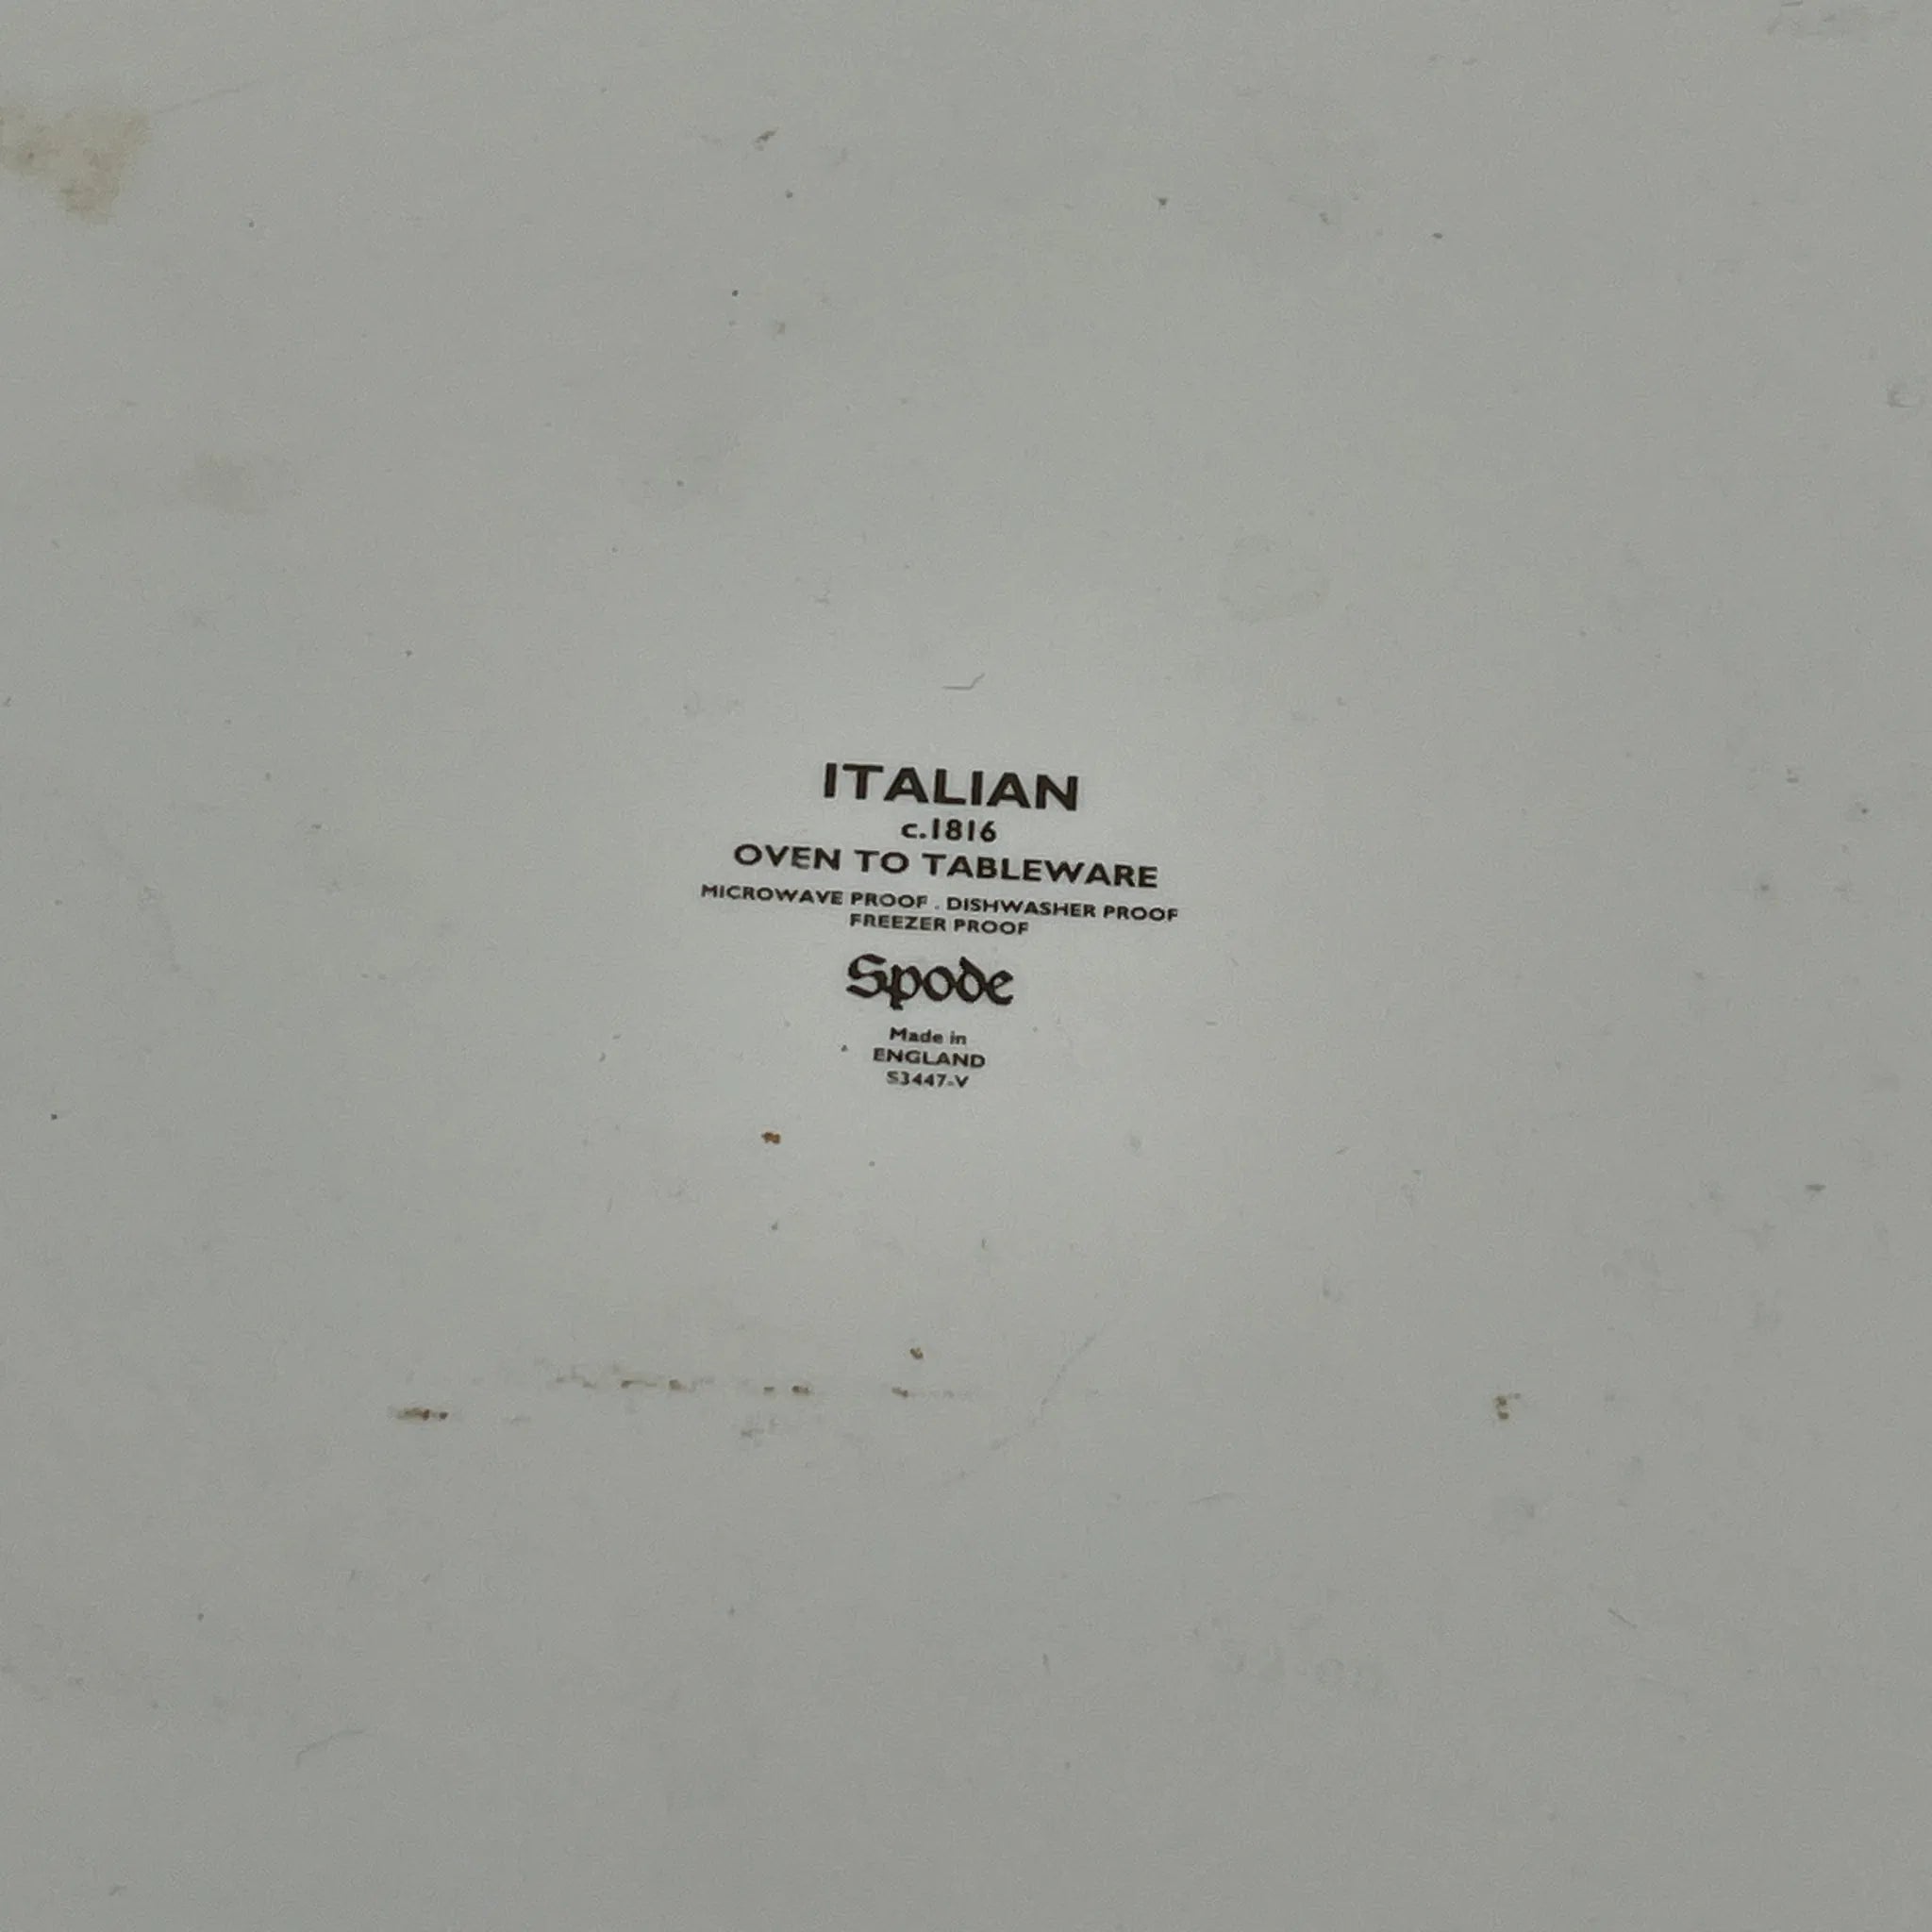 ITALIAN
c.1816
OVEN TO TABLEWARE
MICROWAVE PROOF . DISHWASHER PROOF
FREEZER PROOF
Spode
Made in
ENGLAND
S3447-V